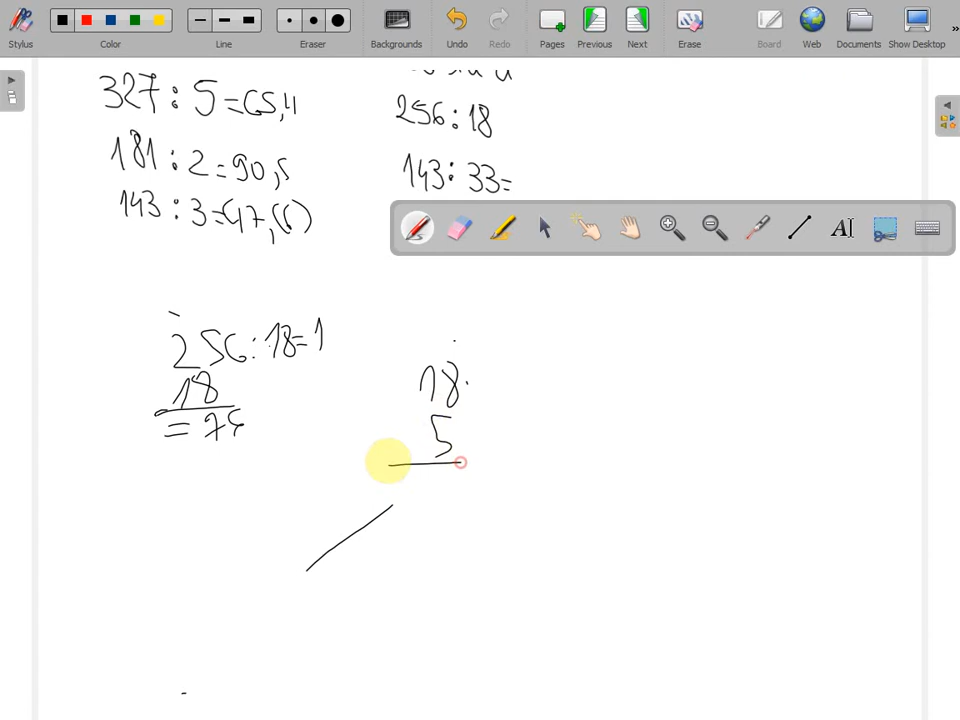 Stylus
Color
Line
Eraser
Backgrounds
Undo
Redo
Pages
Previous
Next
Erase
Board
Web
Documents
Show Desktop
»
327:5=65,4
181:2=90,5
143:3=47,(6)
256:18
143:33=
A
256:18=1
18
=76
18.
5